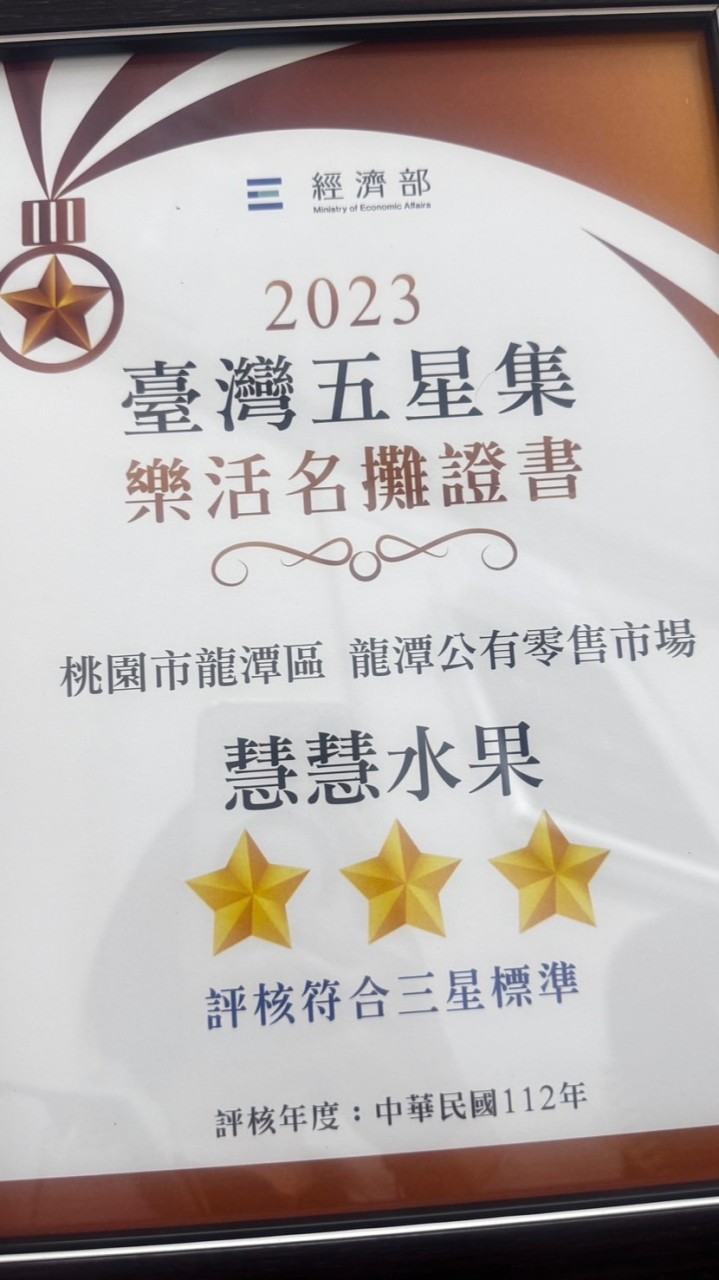 經濟部
Ministry of Economic Affairs
2023
臺灣五星集
樂活名攤證書
桃園市龍潭區 龍潭公有零售市場
慧慧水果
評核符合三星標準
評核年度：中華民國112年